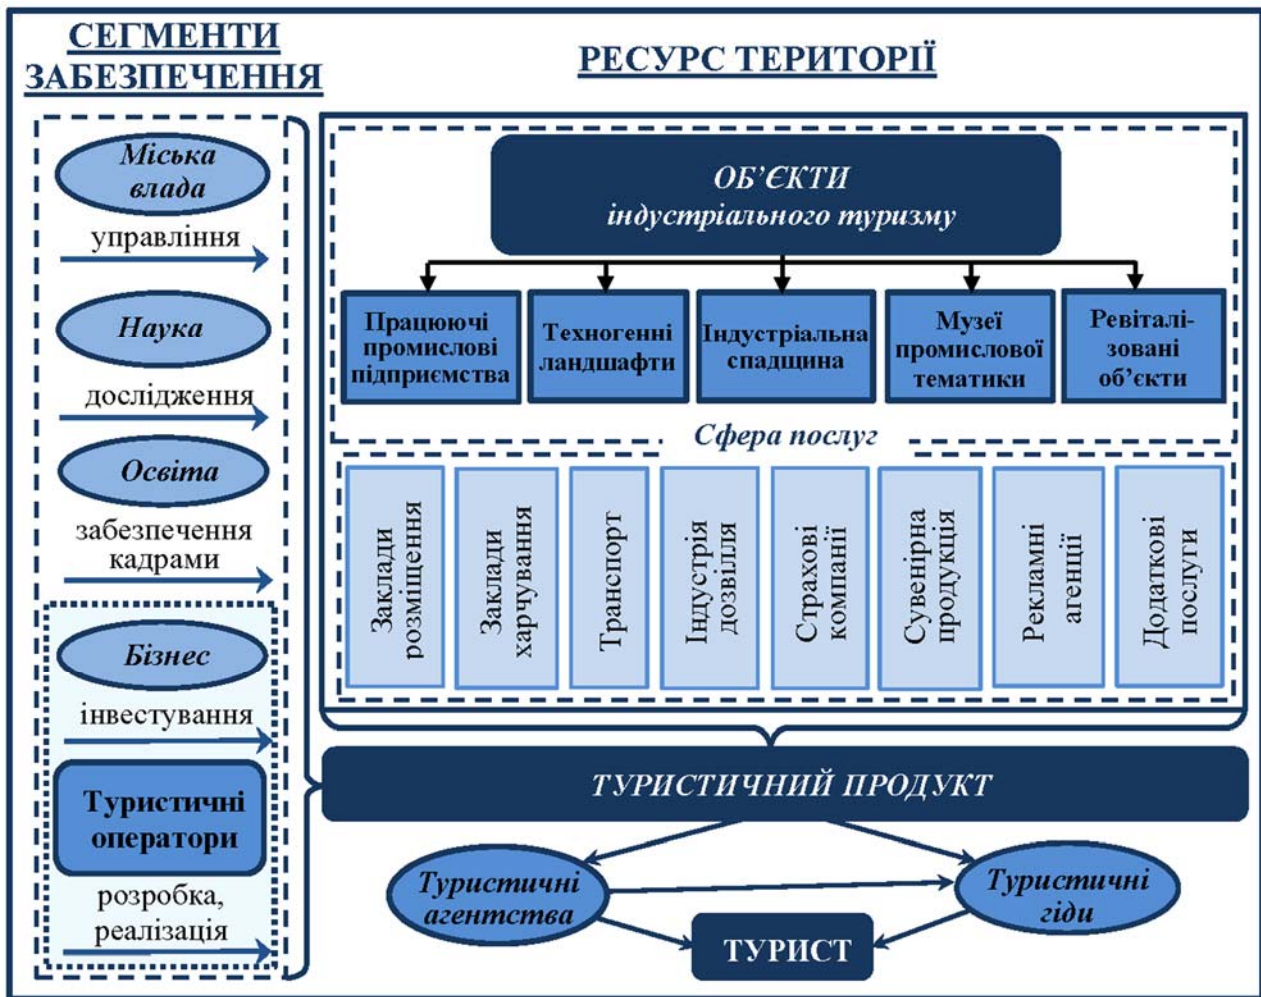 СЕГМЕНТИ
ЗАБЕЗПЕЧЕННЯ
Міська
влада
управління
Наука
дослідження
Освіта
забезпечення
кадрами
Бізнес
інвестування
Туристичні
оператори
розробка,
реалізація
РЕСУРС ТЕРИТОРІЇ
ОБ’ЄКТИ
індустріального туризму
Працюючі
промислові
підприємства
Техногенні
ландшафти
Індустріальна
спадщина
Музеї
промислової
тематики
Ревіталі-
зовані
об’єкти
Сфера послуг
Заклади
розміщення
Заклади
харчування
Транспорт
Індустрія
дозвілля
Страхові
компанії
Сувенірна
продукція
Рекламні
агенції
Додаткові
послуги
ТУРИСТИЧНИЙ ПРОДУКТ
Туристичні
агентства
Туристичні
гіди
ТУРИСТ